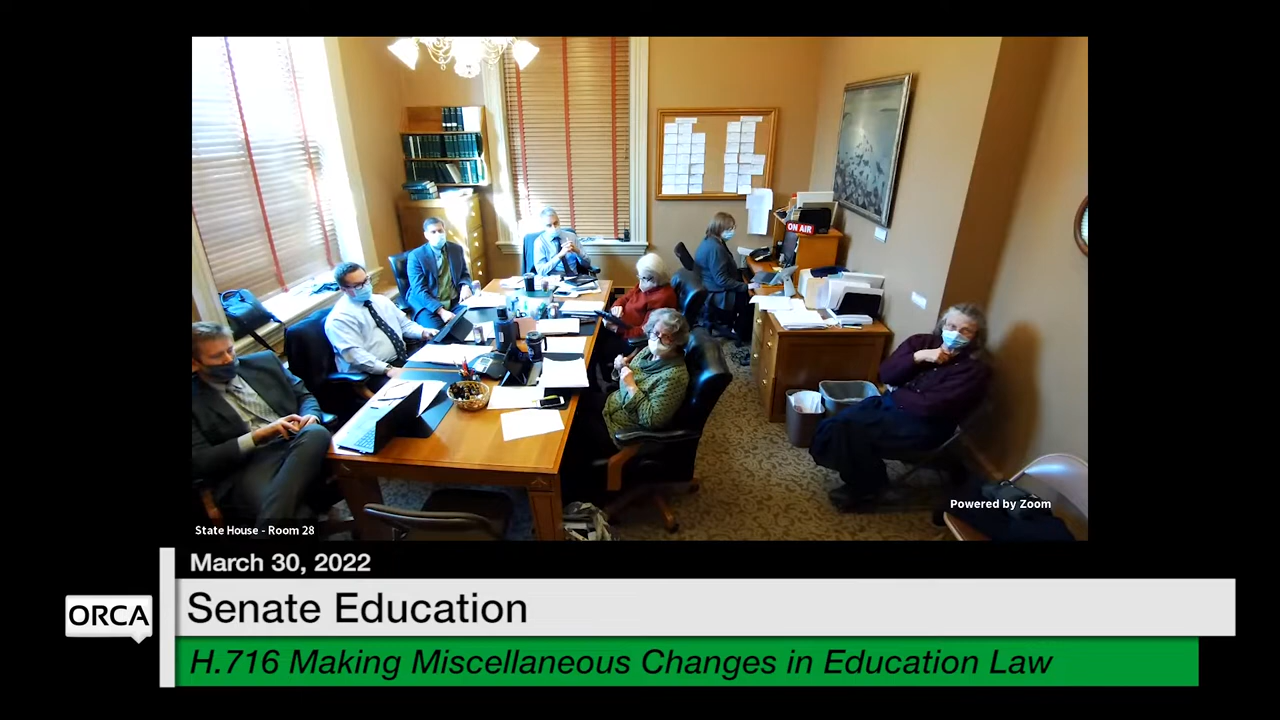 ON AIR
Powered by Zoom
State House - Room 28
March 30, 2022
ORCA
Senate Education
H.716 Making Miscellaneous Changes in Education Law